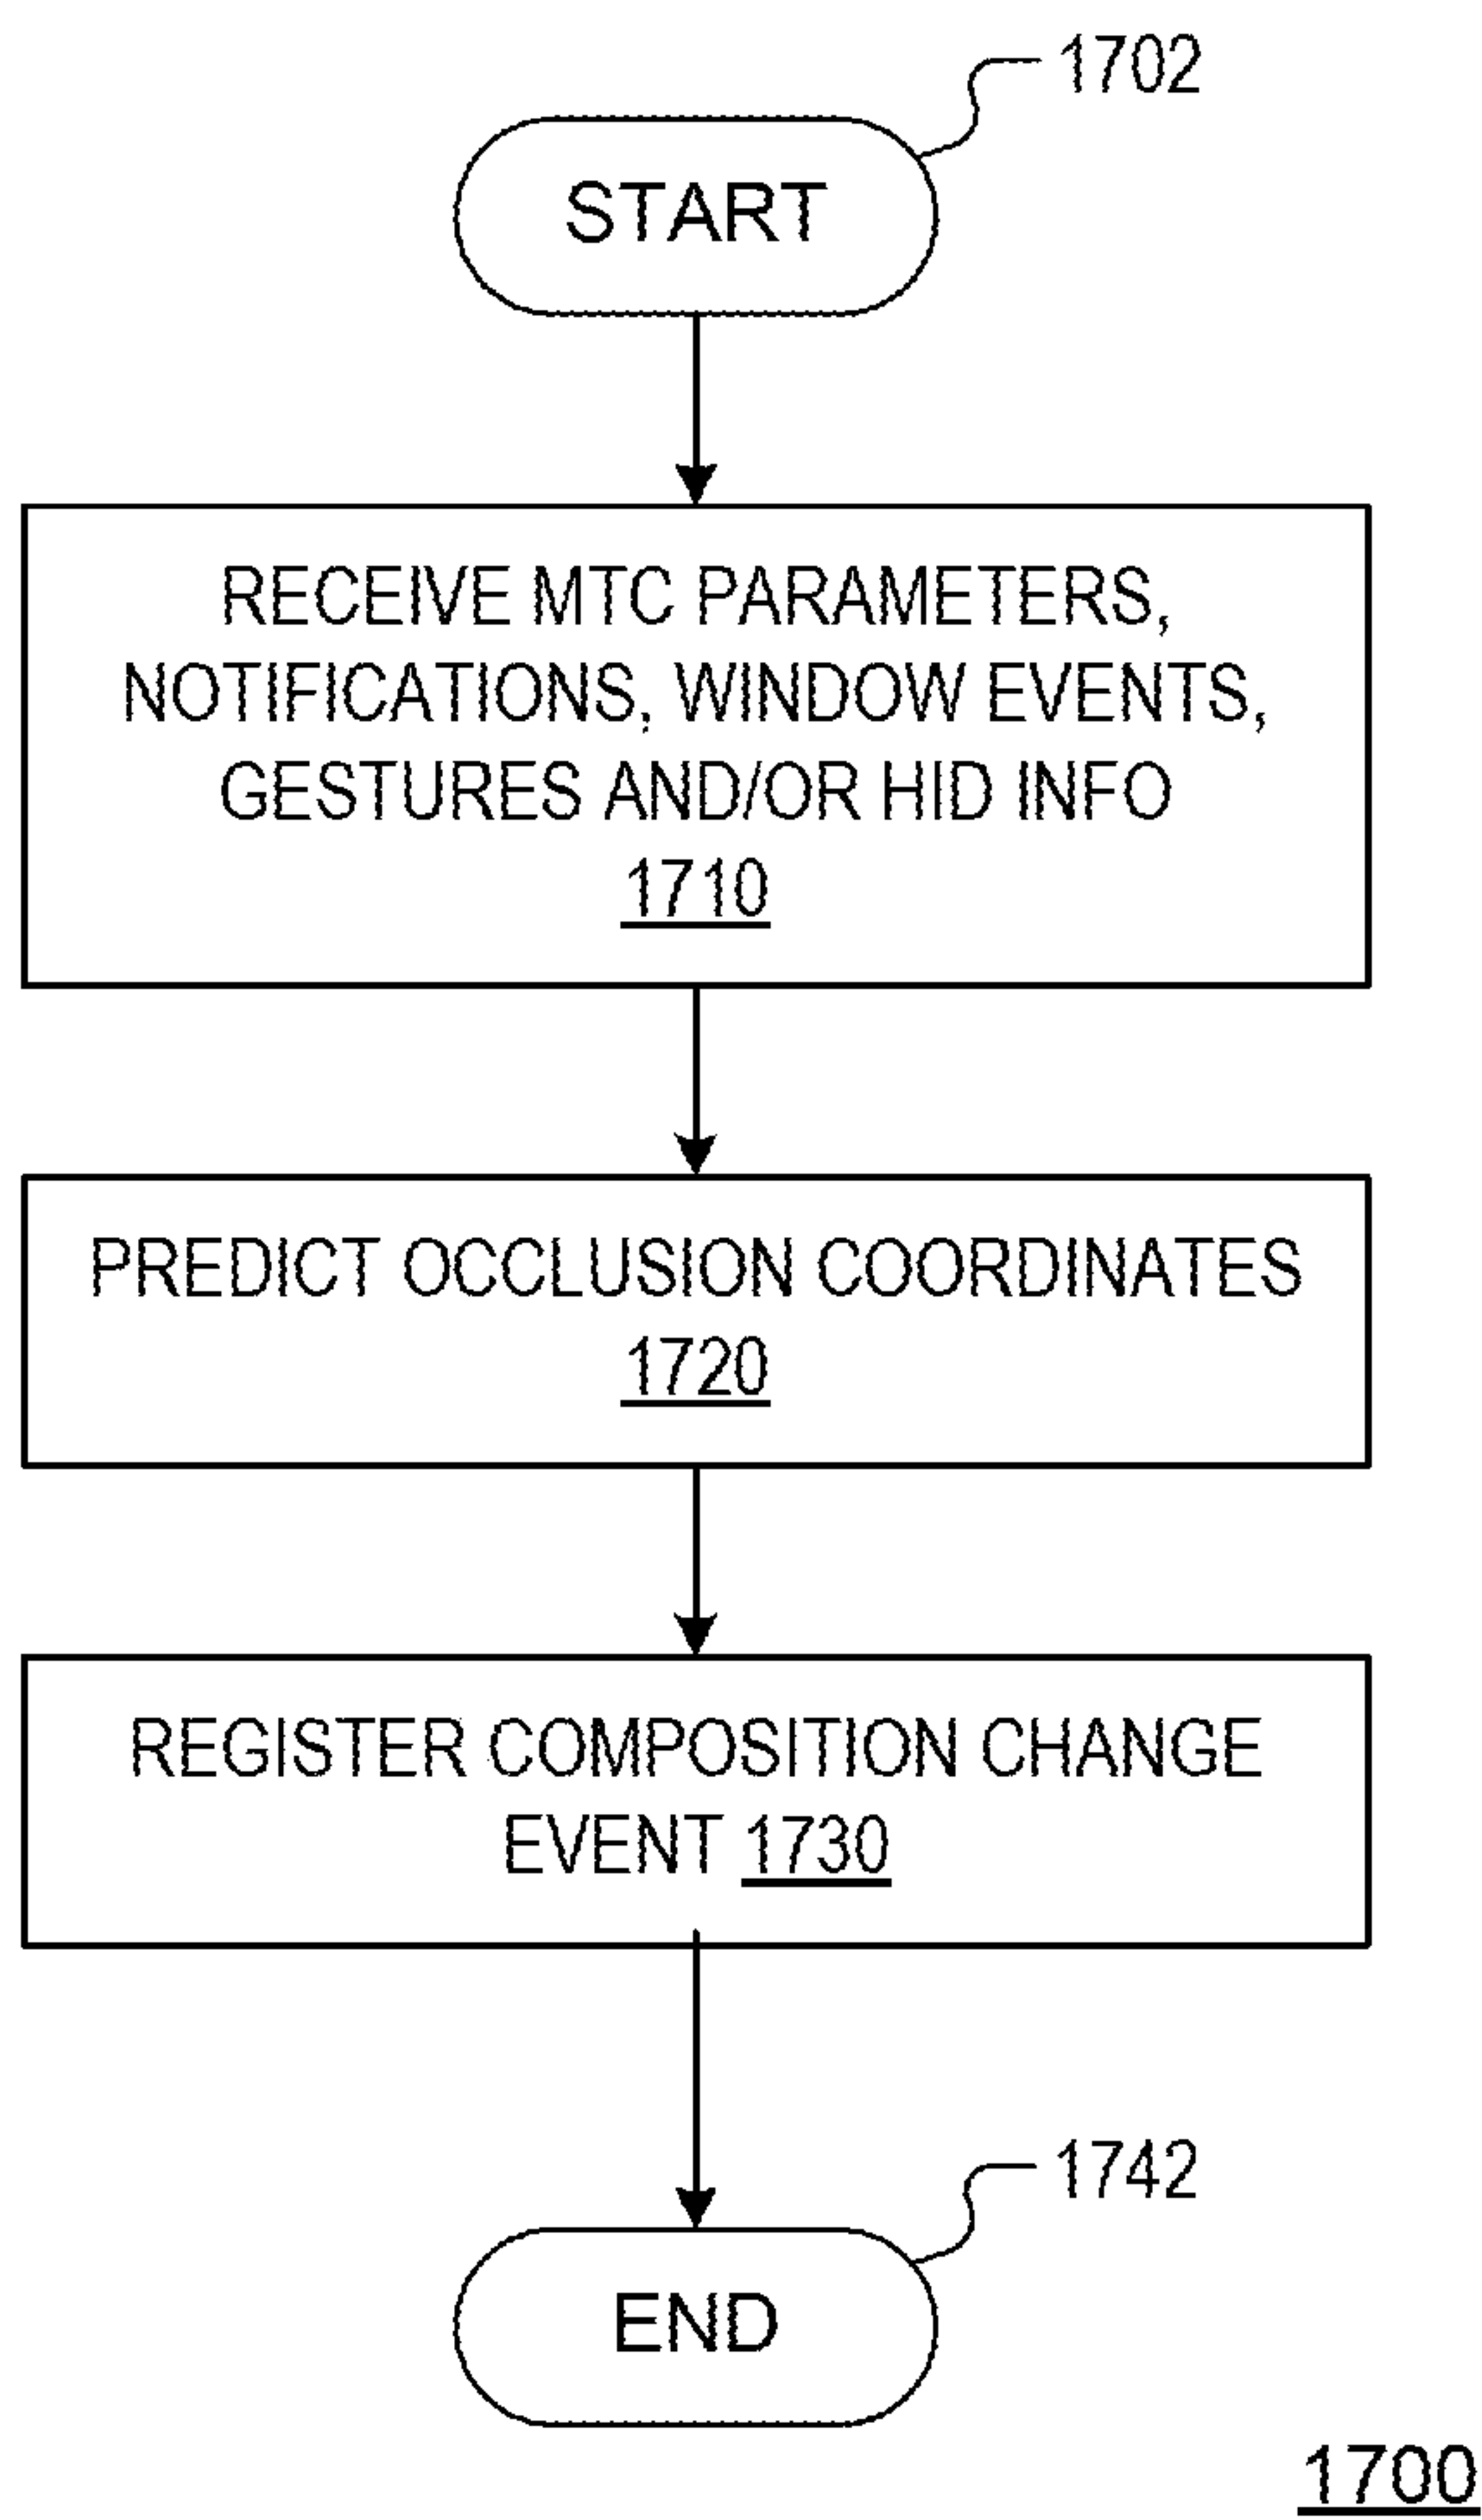 1702
START
RECEIVE MTC PARAMETERS,
NOTIFICATIONS, WINDOW EVENTS,
GESTURES AND/OR HID INFO
1710
PREDICT OCCLUSION COORDINATES
1720
REGISTER COMPOSITION CHANGE
EVENT 1730
1742
END
1700